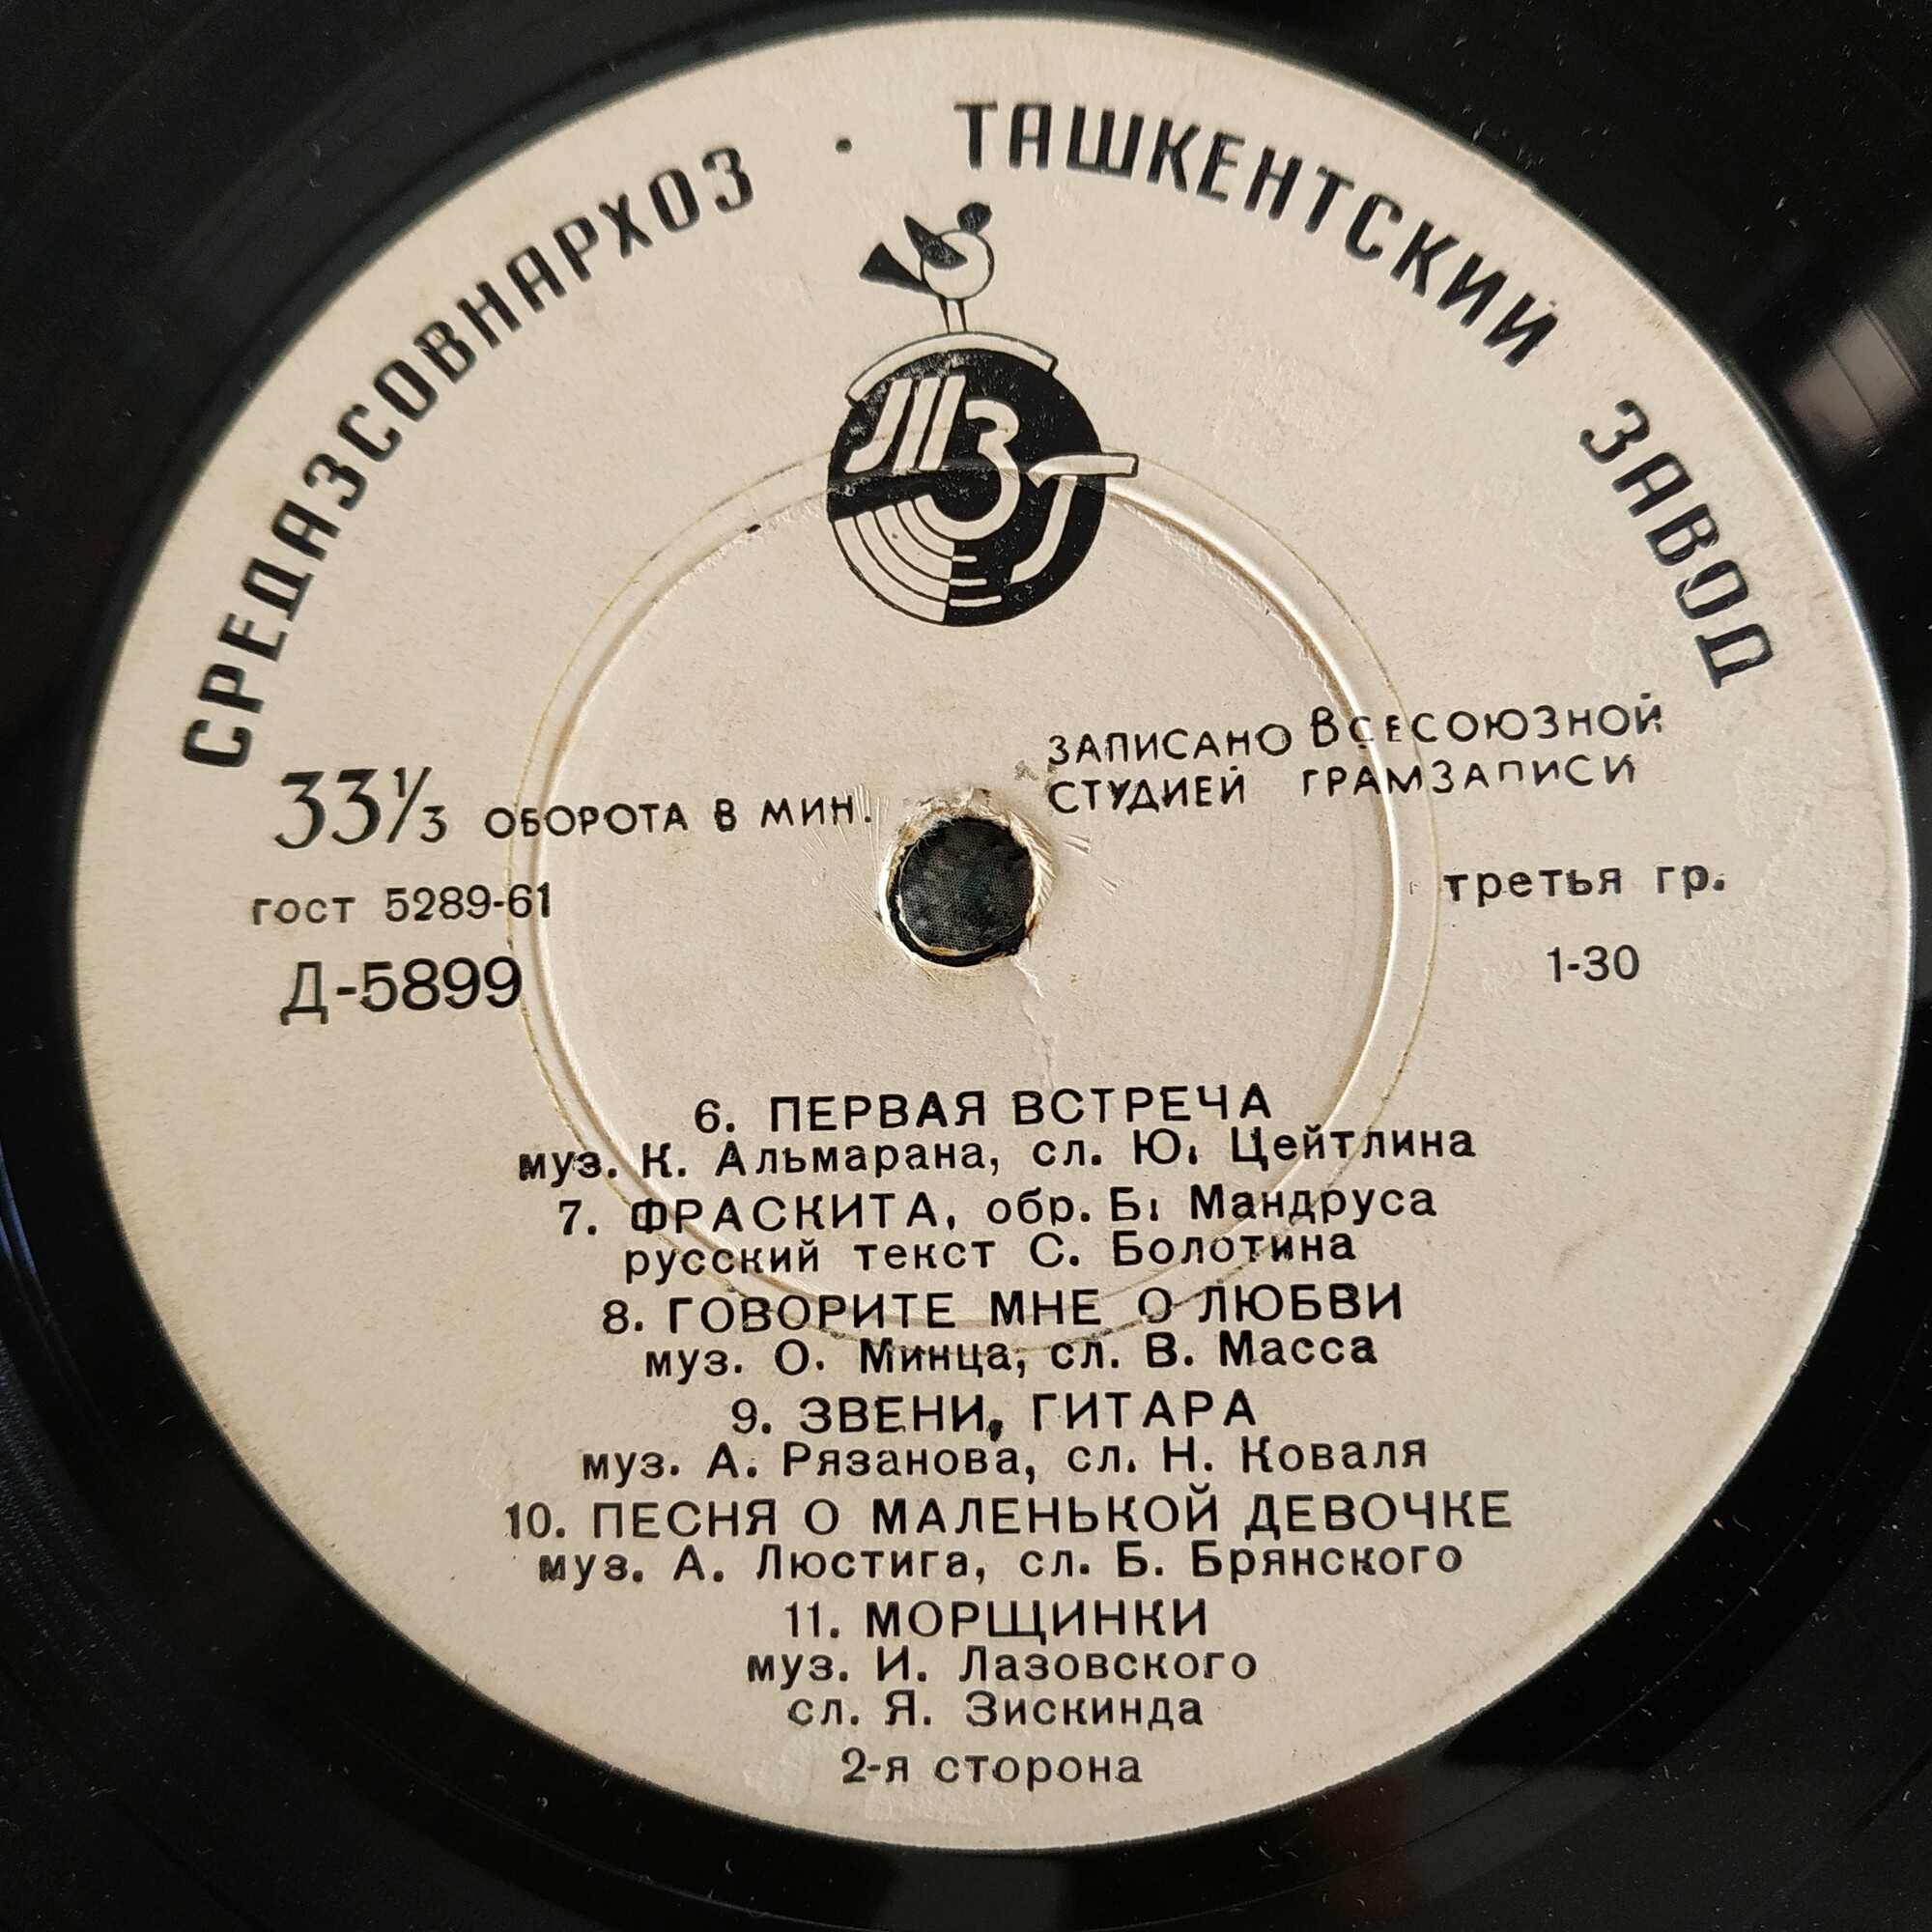 СРЕДАЗСОВНАРХОЗ · ТАШКЕНТСКИЙ ЗАВОД
ТЗГ
ЗАПИСАНО ВСЕСОЮЗНОЙ
СТУДИЕЙ ГРАМЗАПИСИ
33⅓ ОБОРОТА В МИН.
ГОСТ 5289-61
третья гр.
Д-5899
1-30
6. ПЕРВАЯ ВСТРЕЧА
муз. К. Альмарана, сл. Ю. Цейтлина
7. ФРАСКИТА, обр. Б. Мандруса
русский текст С. Болотина
8. ГОВОРИТЕ МНЕ О ЛЮБВИ
муз. О. Минца, сл. В. Масса
9. ЗВЕНИ, ГИТАРА
муз. А. Рязанова, сл. Н. Коваля
10. ПЕСНЯ О МАЛЕНЬКОЙ ДЕВОЧКЕ
муз. А. Люстига, сл. Б. Брянского
11. МОРЩИНКИ
муз. И. Лазовского
сл. Я. Зискинда
2-я сторона